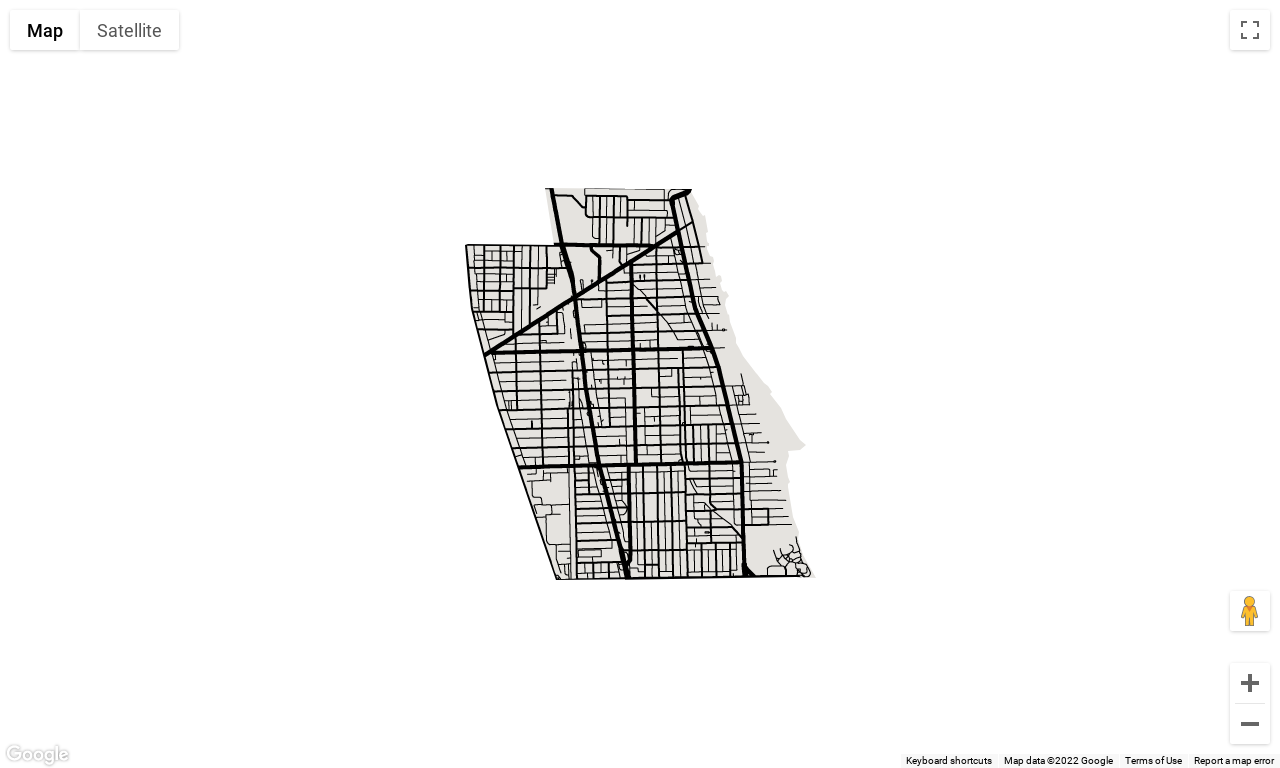 Map Satellite
Google
Keyboard shortcuts Map data ©2022 Google Terms of Use Report a map error